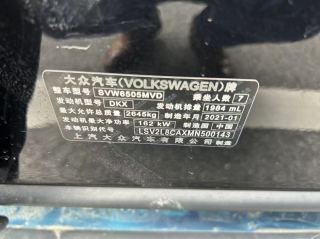 大众汽车(VOLKSWAGEN)牌
整车型号 SVW6505MVD 乘坐人数 7
发动机型号 DKX 发动机排量 1984 mL
最大允许总质量 2645kg 制造年月 2021-01
发动机最大净功率 162 kW 制造国 中国
车辆识别代号 LSV2L8CAXMN500143
上汽大众汽车有限公司 制造